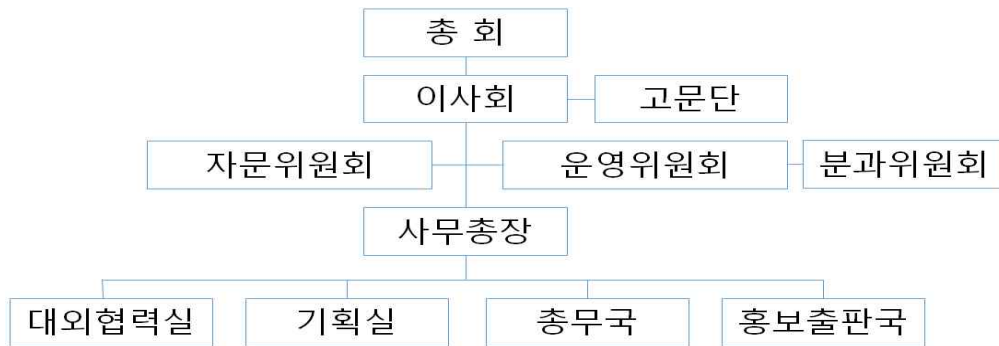 총 회
이사회 고문단
자문위원회 운영위원회 분과위원회
사무총장
대외협력실 기획실 총무국 홍보출판국